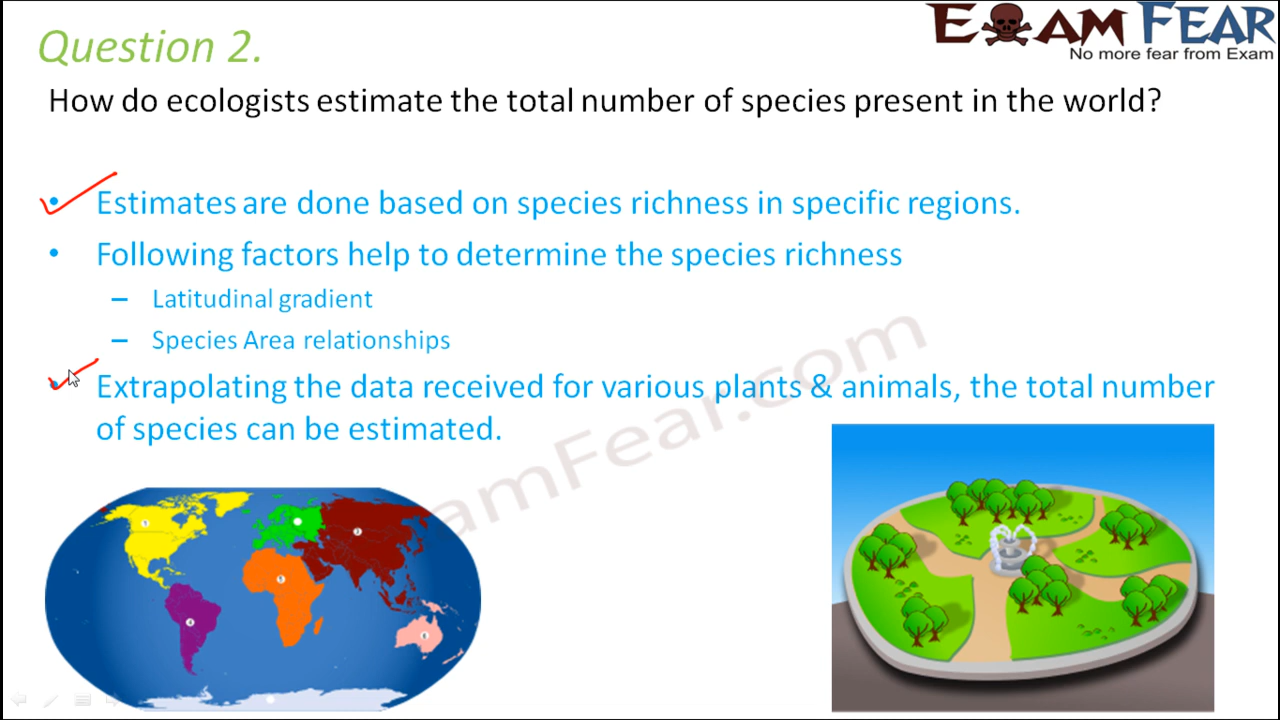 Question 2.
EXAM FEAR
No more fear from Exam
How do ecologists estimate the total number of species present in the world?
• Estimates are done based on species richness in specific regions.
• Following factors help to determine the species richness
– Latitudinal gradient
– Species Area relationships
• Extrapolating the data received for various plants & animals, the total number
of species can be estimated.
amFear.com